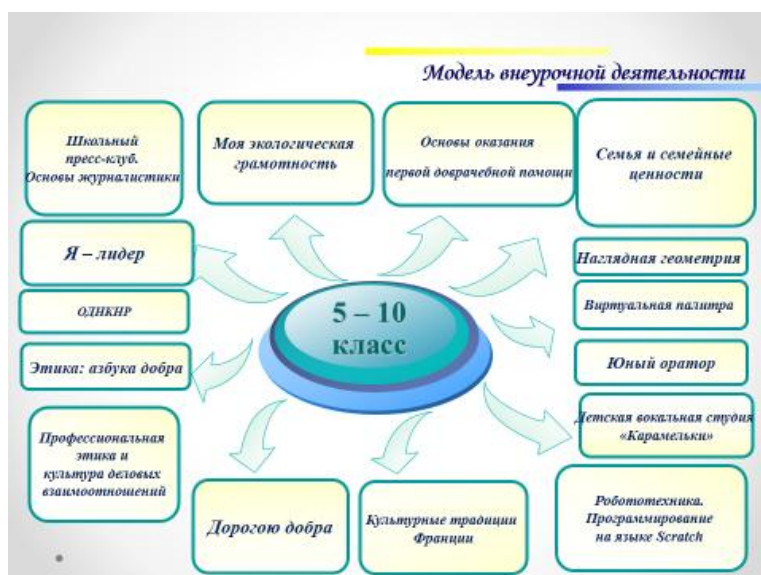 Модель внеурочной деятельности
Школьный
пресс-клуб.
Основы журналистики
Моя экологическая
грамотность
Основы оказания
первой доврачебной помощи
Семья и семейные
ценности
Я – лидер
Наглядная геометрия
ОДНКНР
Виртуальная палитра
5 – 10
класс
Этика: азбука добра
Юный оратор
Детская вокальная студия
«Карамельки»
Профессиональная
этика и
культура деловых
взаимоотношений
Дорогою добра
Культурные традиции
Франции
Робототехника.
Программирование
на языке Scratch